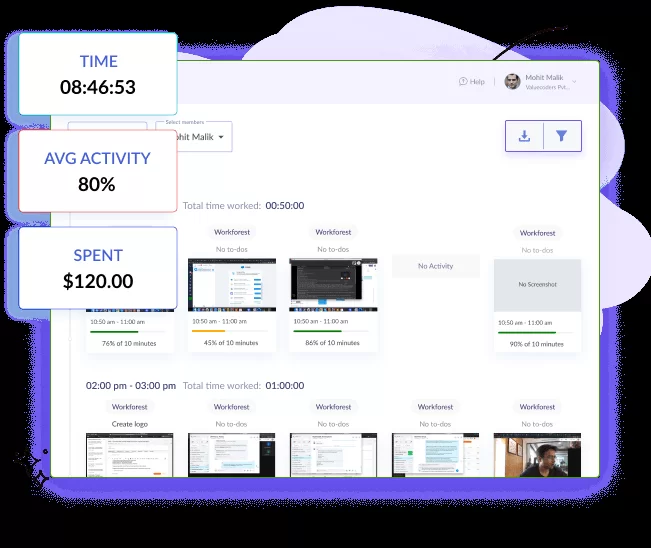 TIME
08:46:53
Help
Mohit Malik
Valuecoders Pvt...
Select members
ohit Malik
AVG ACTIVITY
80%
Total time worked: 00:50:00
SPENT
$120.00
Workforest
Workforest
Workforest
No to-dos
No to-dos
No to-dos
No Activity
No Screenshot
10:50 am - 11:00 am
10:50 am - 11:00 am
10:50 am - 11:00 am
10:50 am - 11:00 am
76% of 10 minutes
45% of 10 minutes
86% of 10 minutes
90% of 10 minutes
02:00 pm - 03:00 pm Total time worked: 01:00:00
Workforest
Workforest
Workforest
Workforest
Workforest
Create logo
No to-dos
No to-dos
No to-dos
No to-dos